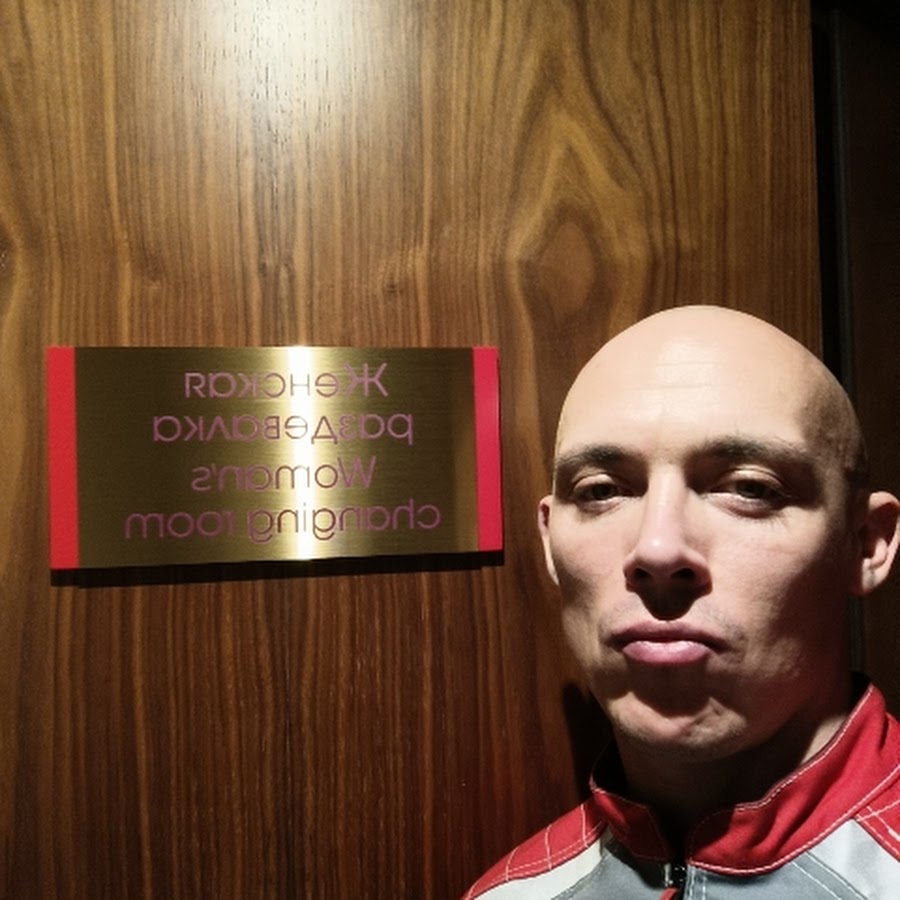 Женская
раздевалка
Woman's
changing room